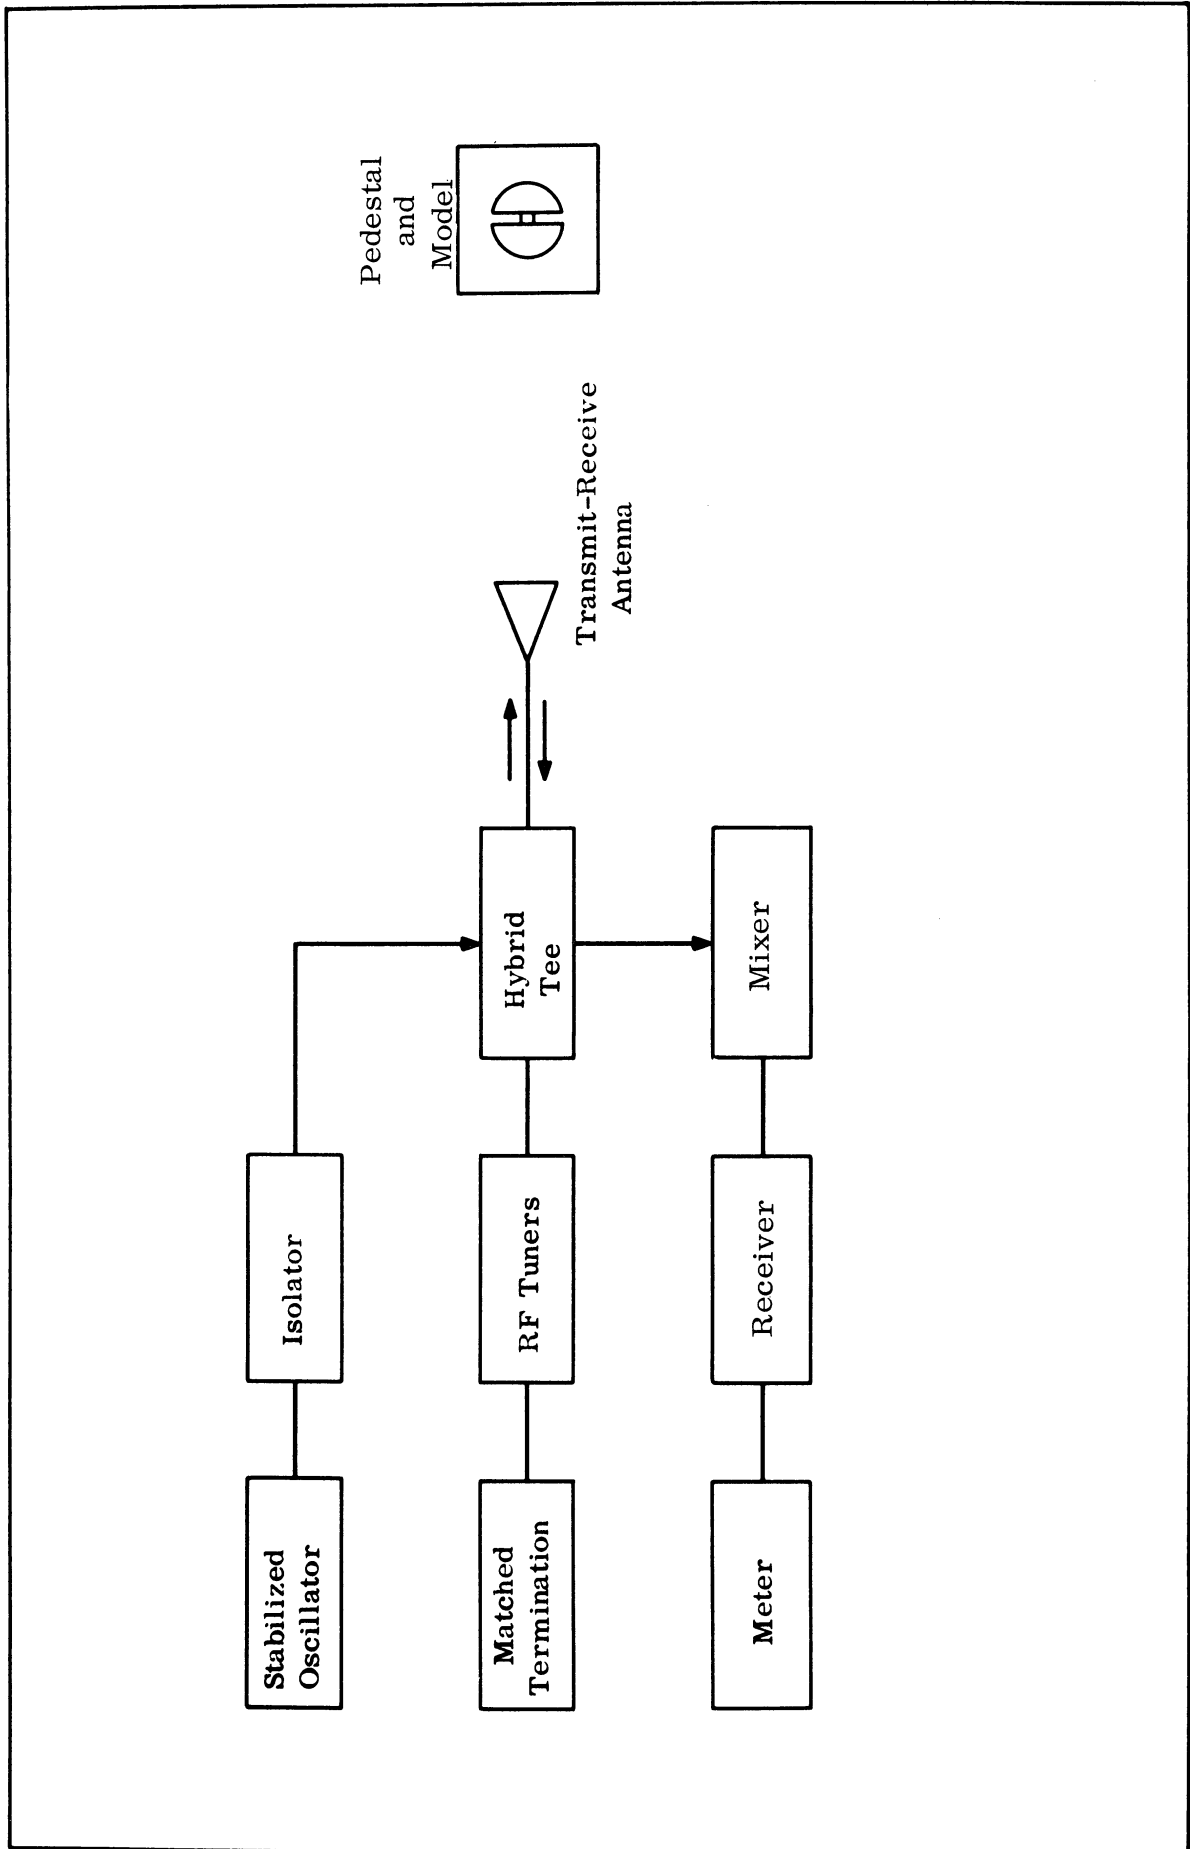 Stabilized
Oscillator
Isolator
Matched
Termination
RF Tuners
Hybrid
Tee
Transmit-Receive
Antenna
Pedestal
and
Model
Meter
Receiver
Mixer